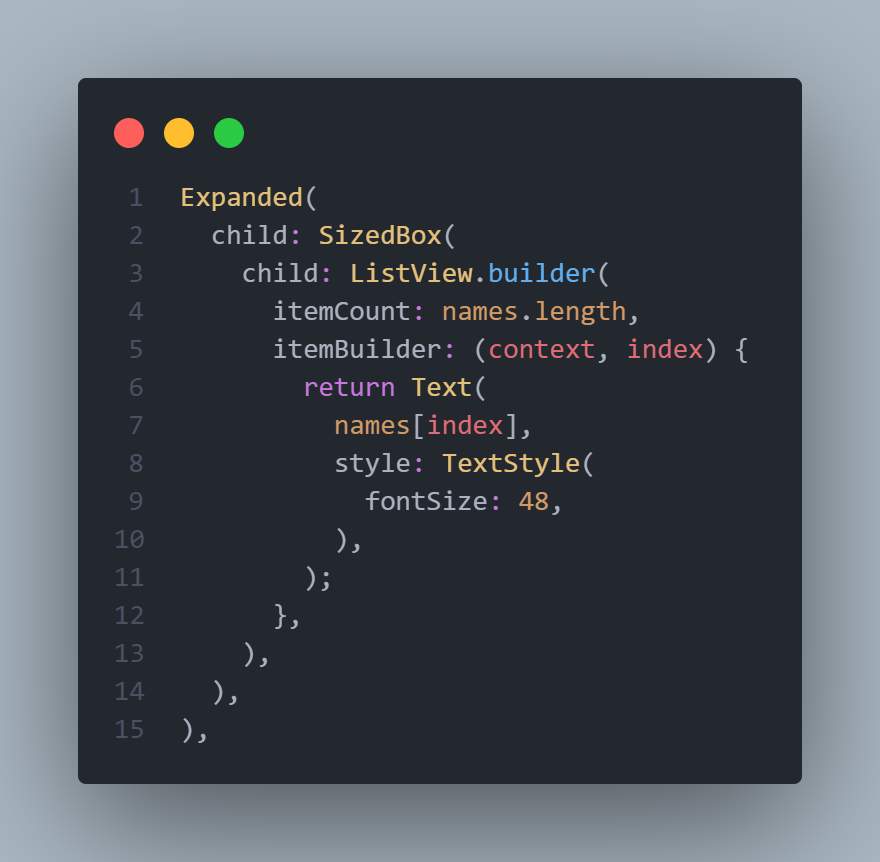 1 Expanded(
2   child: SizedBox(
3     child: ListView.builder(
4       itemCount: names.length,
5       itemBuilder: (context, index) {
6         return Text(
7           names[index],
8           style: TextStyle(
9             fontSize: 48,
10           ),
11         );
12       },
13     ),
14   ),
15 ),